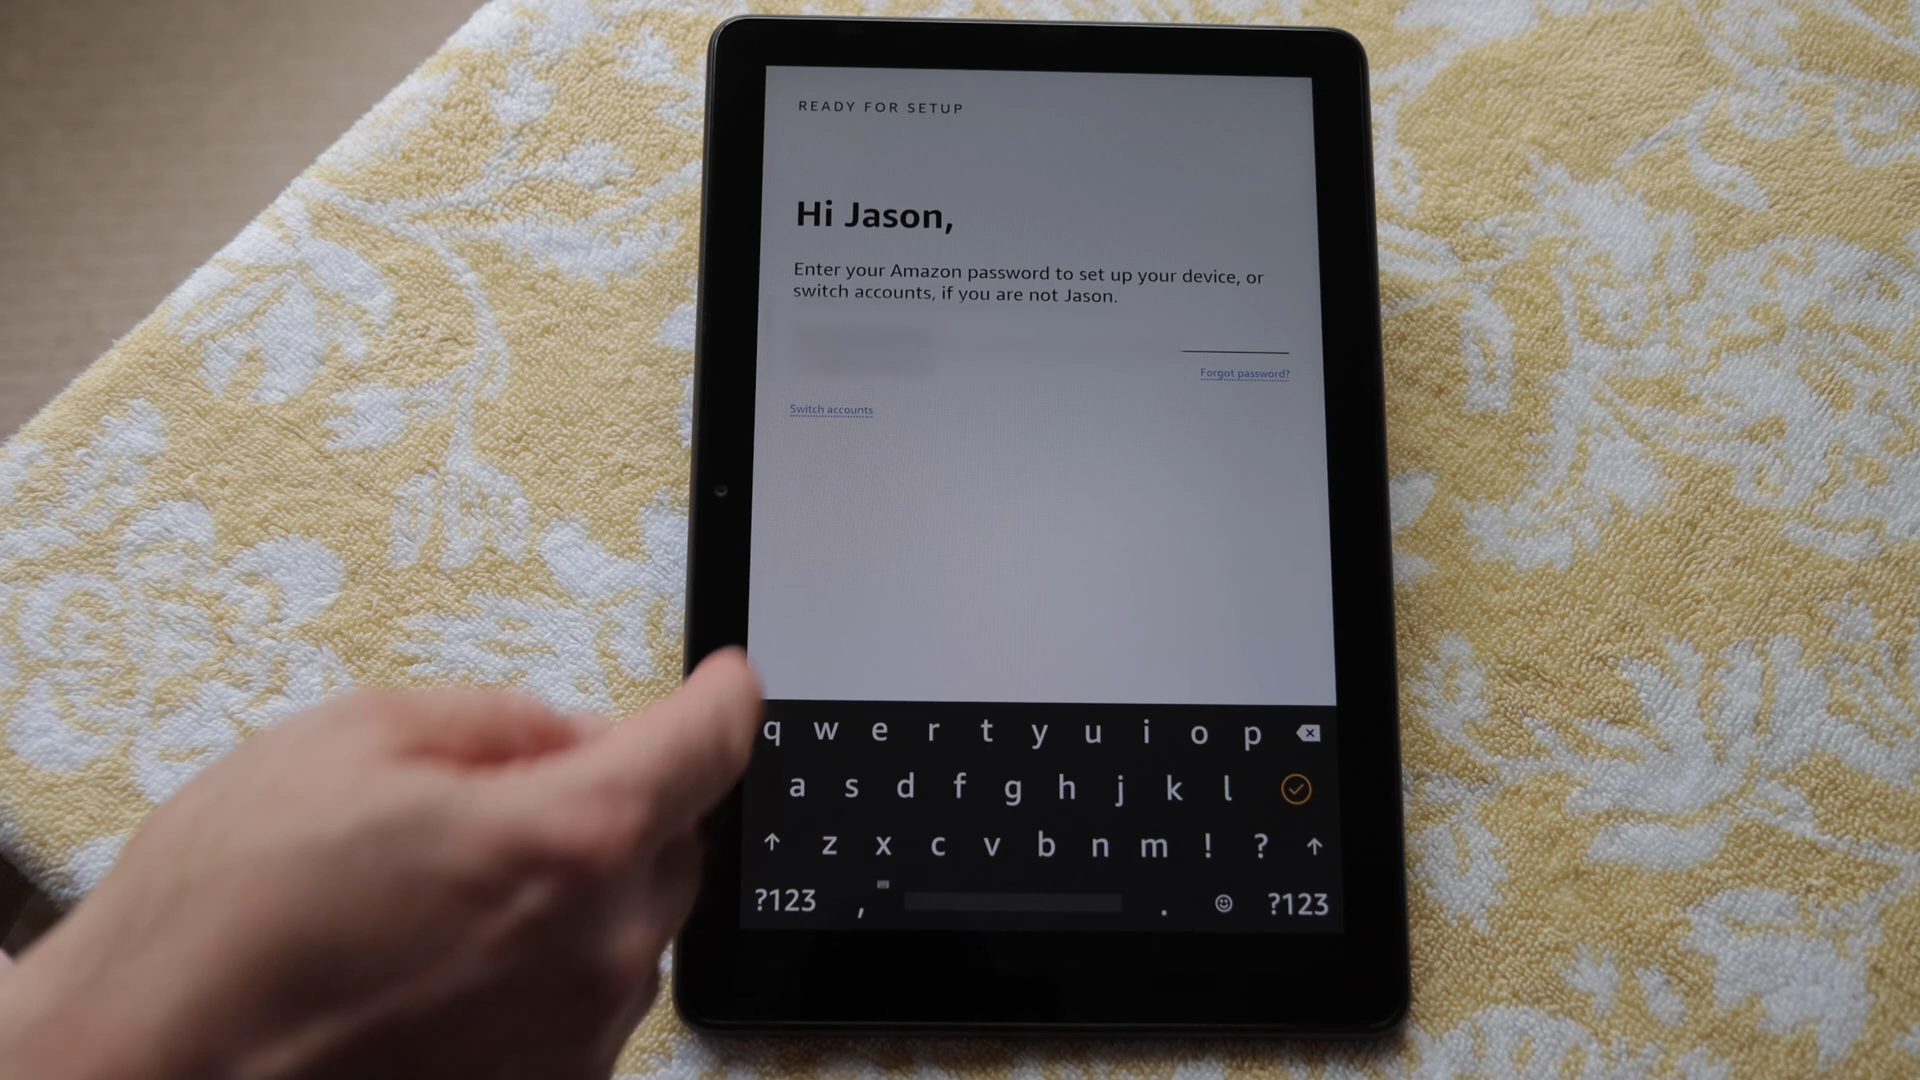 READY FOR SETUP
Hi Jason,
Enter your Amazon password to set up your device, or
switch accounts, if you are not Jason.
Forgot password?
Switch accounts
q w e r t y u i o p
a s d f g h j k l
z x c v b n m ! ?
?123 , . ?123